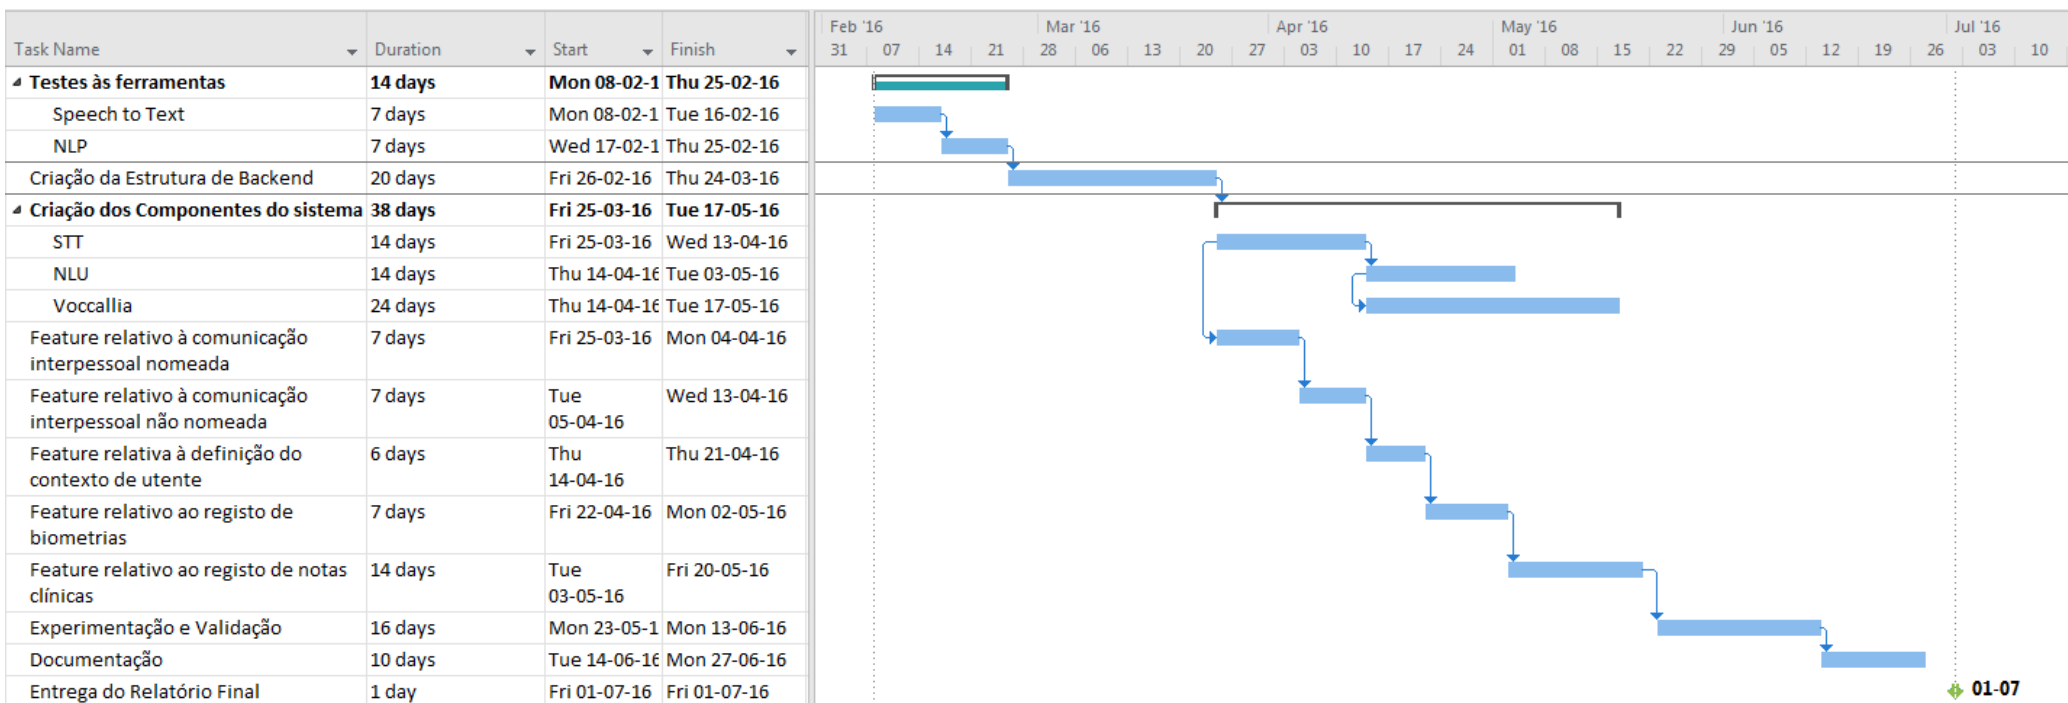 Feb '16 Mar '16 Apr '16 May '16 Jun '16 Jul '16
Task Name Duration Start Finish 31 07 14 21 28 06 13 20 27 03 10 17 24 01 08 15 22 29 05 12 19 26 03 10
Testes às ferramentas 14 days Mon 08-02-1 Thu 25-02-16
Speech to Text 7 days Mon 08-02-1 Tue 16-02-16
NLP 7 days Wed 17-02-1 Thu 25-02-16
Criação da Estrutura de Backend 20 days Fri 26-02-16 Thu 24-03-16
Criação dos Componentes do sistema 38 days Fri 25-03-16 Tue 17-05-16
STT 14 days Fri 25-03-16 Wed 13-04-16
NLU 14 days Thu 14-04-16 Tue 03-05-16
Voccallia 24 days Thu 14-04-16 Tue 17-05-16
Feature relativo à comunicação 7 days Fri 25-03-16 Mon 04-04-16
interpessoal nomeada
Feature relativo à comunicação 7 days Tue Wed 13-04-16
interpessoal não nomeada 05-04-16
Feature relativa à definição do 6 days Thu Thu 21-04-16
contexto de utente 14-04-16
Feature relativo ao registo de 7 days Fri 22-04-16 Mon 02-05-16
biometrias
Feature relativo ao registo de notas 14 days Tue Fri 20-05-16
clínicas 03-05-16
Experimentação e Validação 16 days Mon 23-05-1 Mon 13-06-16
Documentação 10 days Tue 14-06-16 Mon 27-06-16
Entrega do Relatório Final 1 day Fri 01-07-16 Fri 01-07-16 01-07